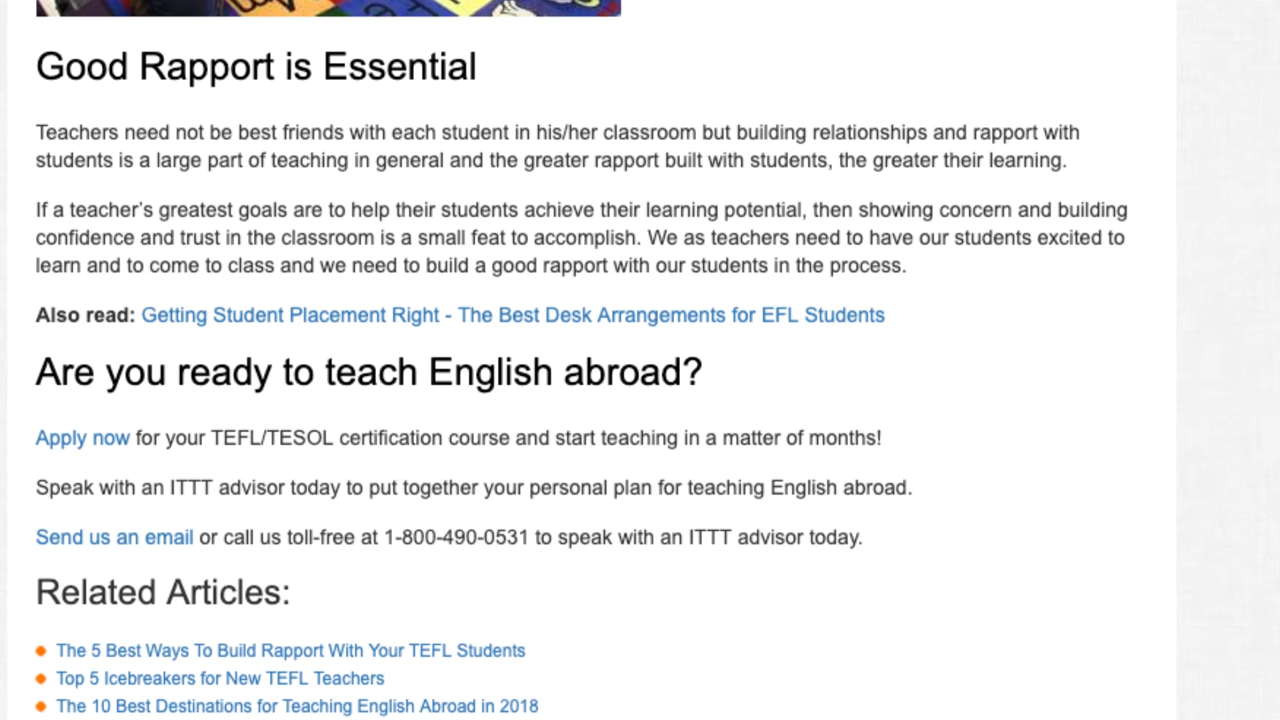 Good Rapport is Essential
Teachers need not be best friends with each student in his/her classroom but building relationships and rapport with
students is a large part of teaching in general and the greater rapport built with students, the greater their learning.
If a teacher’s greatest goals are to help their students achieve their learning potential, then showing concern and building
confidence and trust in the classroom is a small feat to accomplish. We as teachers need to have our students excited to
learn and to come to class and we need to build a good rapport with our students in the process.
Also read: Getting Student Placement Right - The Best Desk Arrangements for EFL Students
Are you ready to teach English abroad?
Apply now for your TEFL/TESOL certification course and start teaching in a matter of months!
Speak with an ITTT advisor today to put together your personal plan for teaching English abroad.
Send us an email or call us toll-free at 1-800-490-0531 to speak with an ITTT advisor today.
Related Articles:
The 5 Best Ways To Build Rapport With Your TEFL Students
Top 5 Icebreakers for New TEFL Teachers
The 10 Best Destinations for Teaching English Abroad in 2018